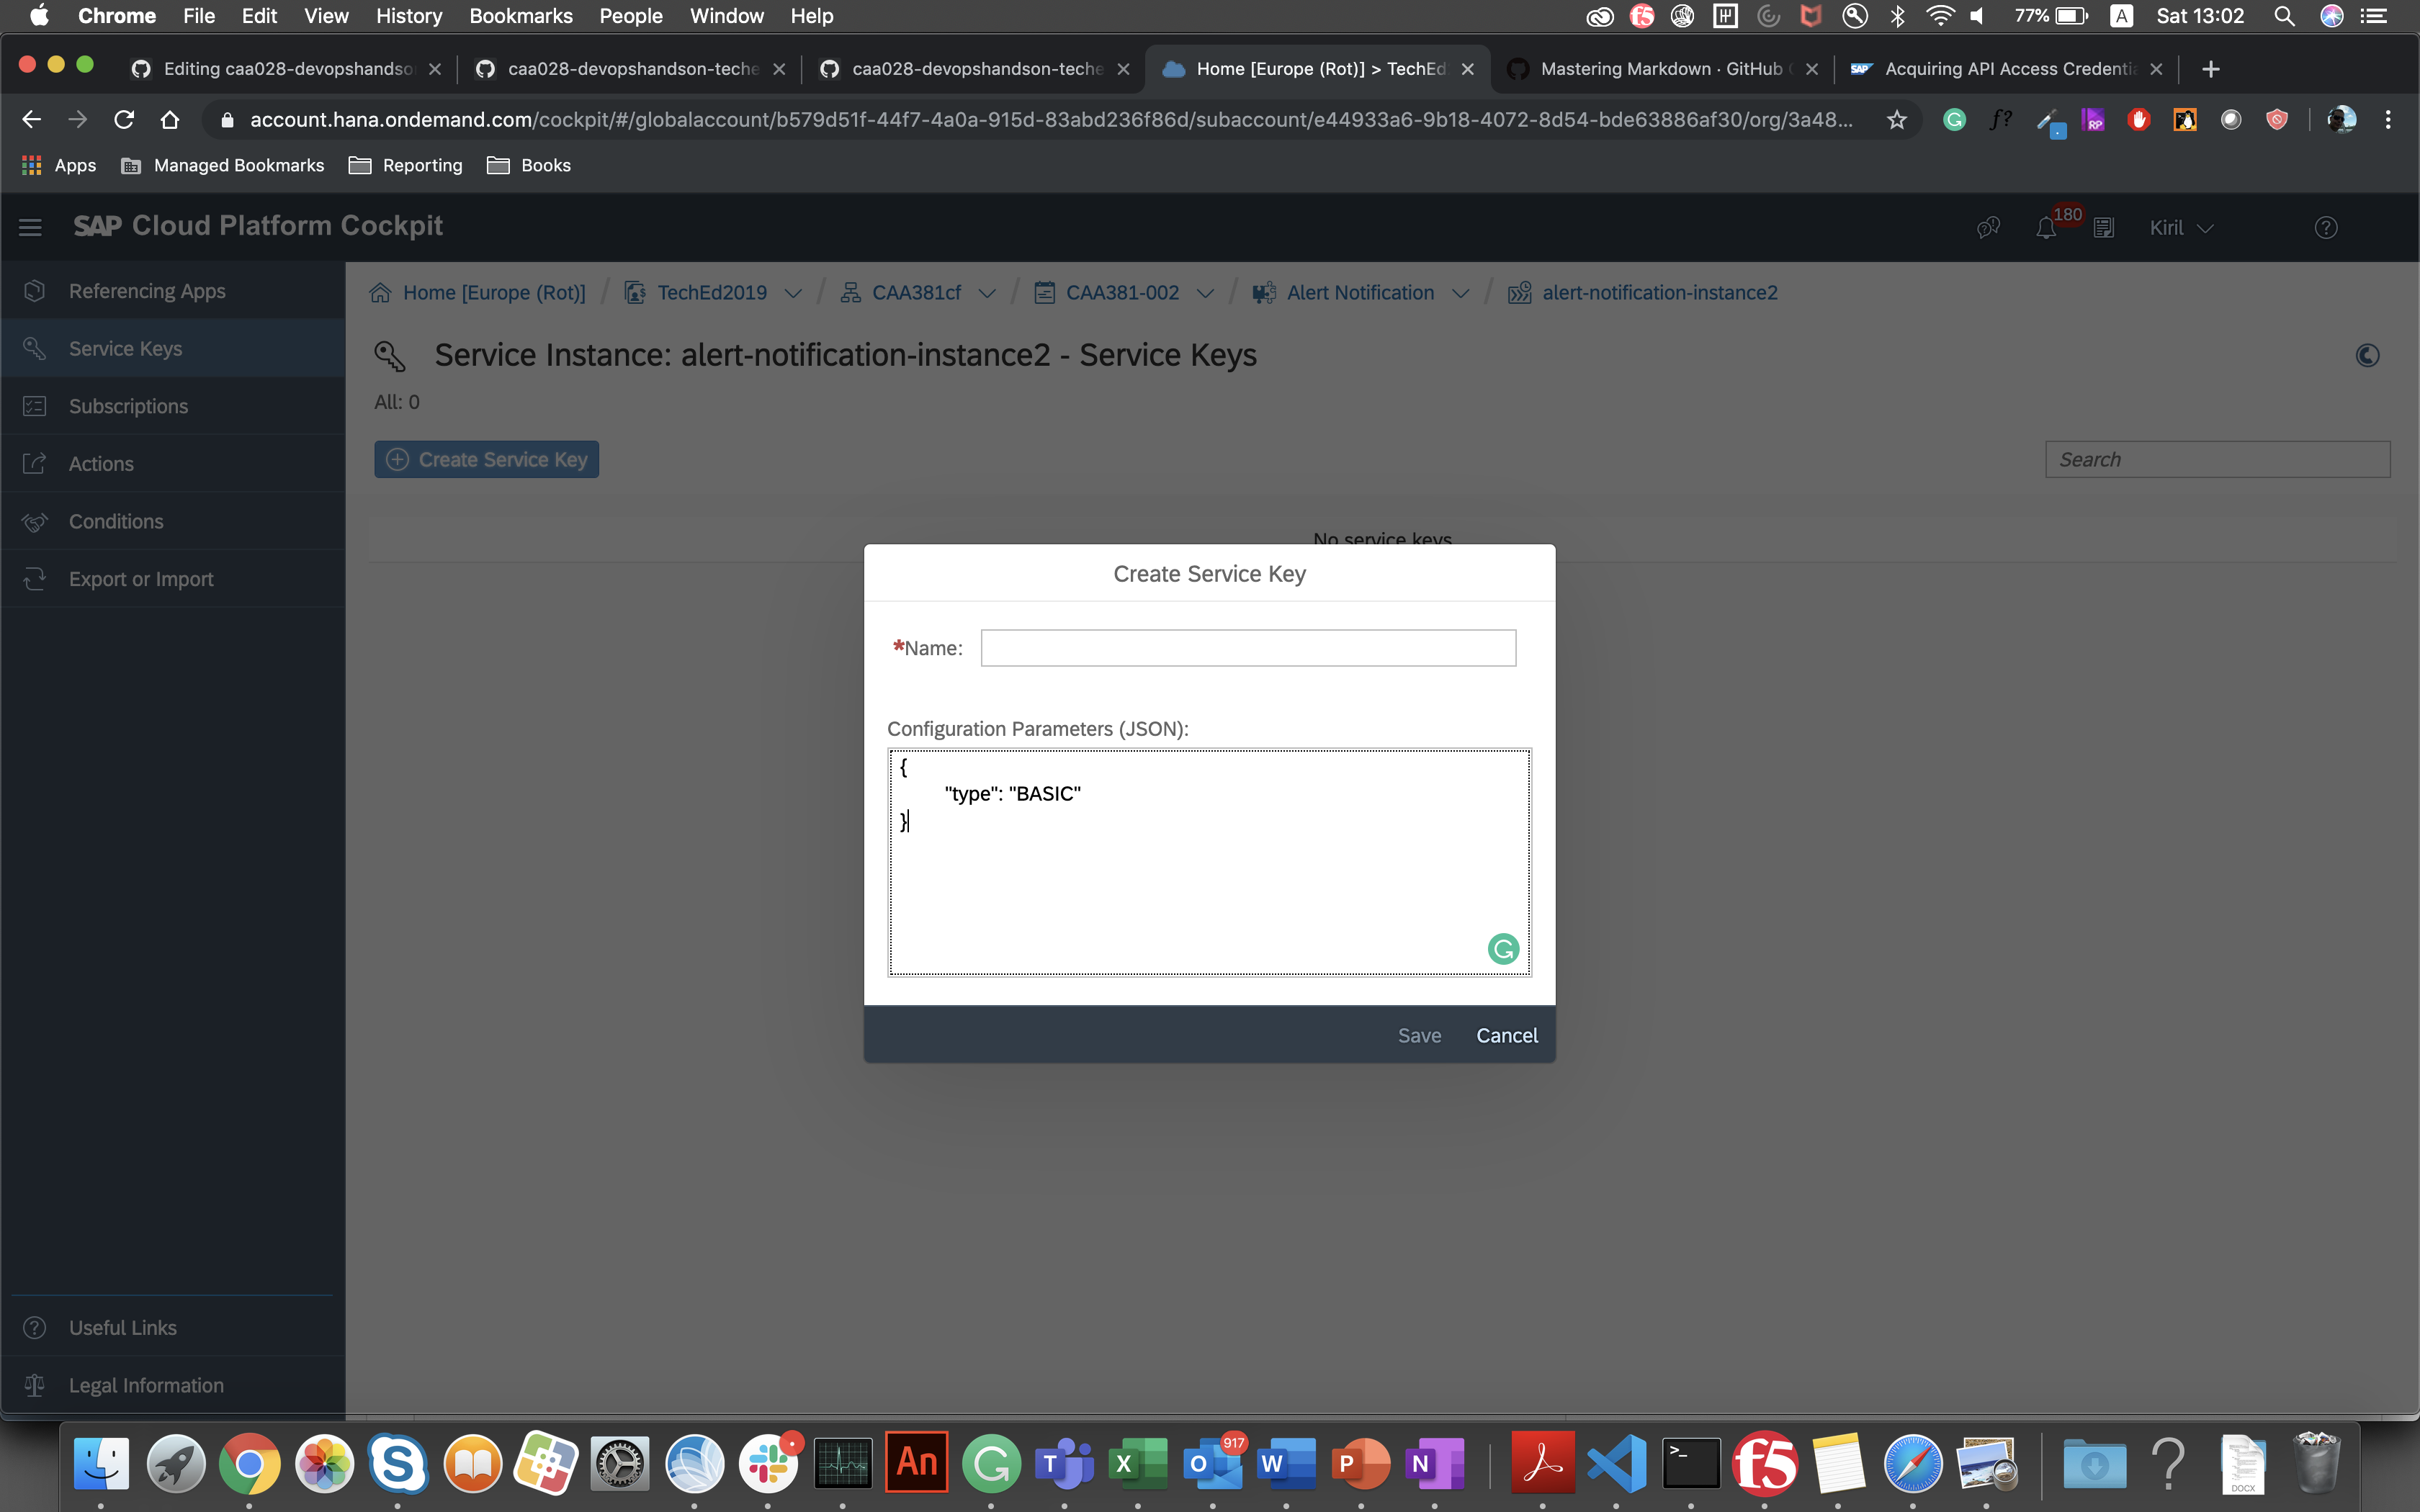 Chrome File Edit View History Bookmarks People Window Help 77% A Sat 13:02
Editing caa028-devopshandso
caa028-devopshandson-teche
caa028-devopshandson-teche
Home [Europe (Rot)] > TechEd
Mastering Markdown · GitHub
SAP Acquiring API Access Credentia
account.hana.ondemand.com/cockpit/#/globalaccount/b579d51f-44f7-4a0a-915d-83abd236f86d/subaccount/e44933a6-9b18-4072-8d54-bde63886af30/org/3a48...
Apps Managed Bookmarks Reporting Books
SAP Cloud Platform Cockpit
180
Kiril
Referencing Apps
Service Keys
Subscriptions
Actions
Conditions
Export or Import
Useful Links
Legal Information
Home [Europe (Rot)] / TechEd2019 / CAA381cf / CAA381-002 / Alert Notification / alert-notification-instance2
Service Instance: alert-notification-instance2 - Service Keys
All: 0
Create Service Key
Search
No service keys
Create Service Key
*Name:
Configuration Parameters (JSON):
{
"type": "BASIC"
}
Save Cancel
917
DOCX